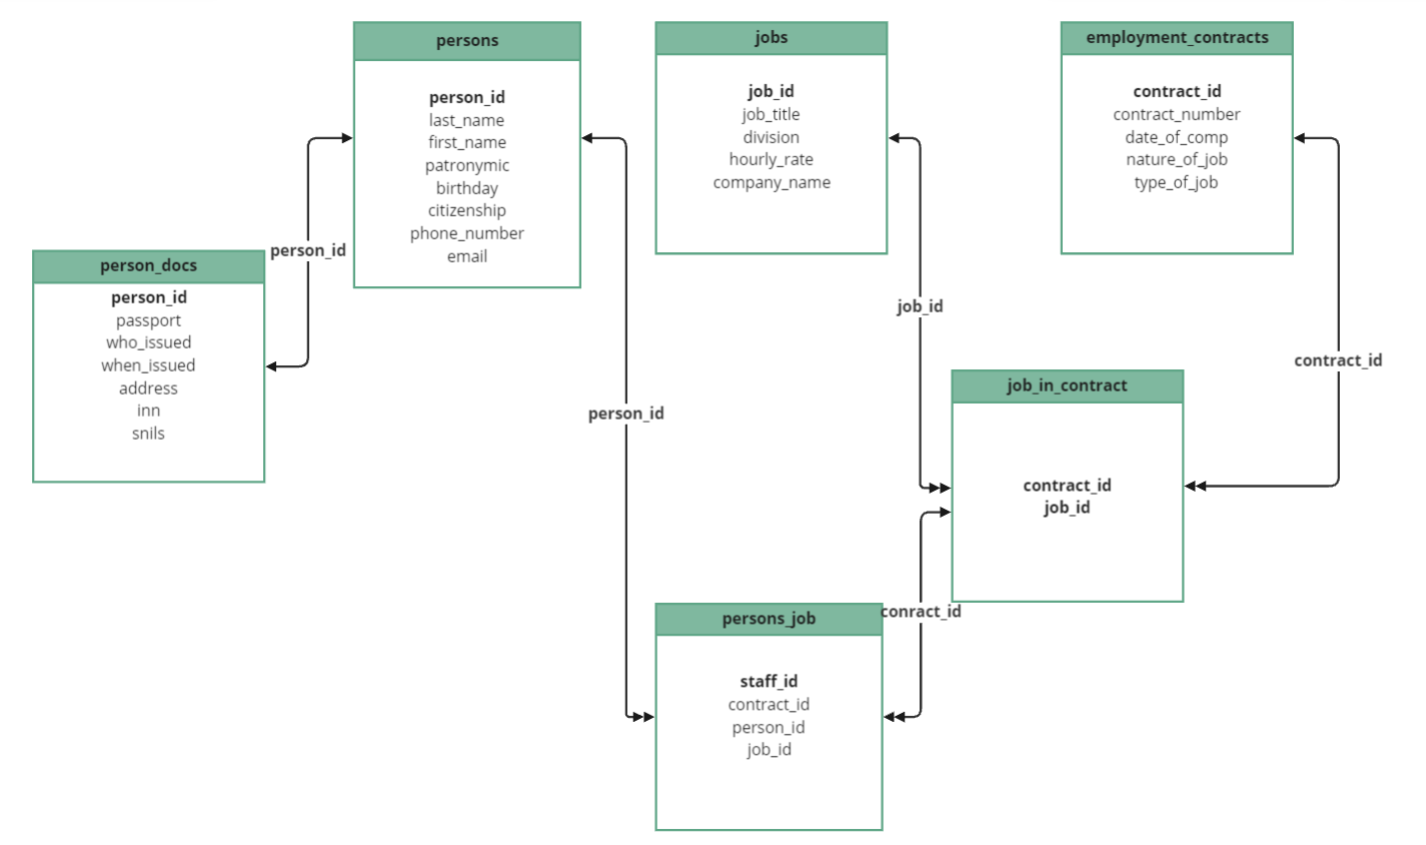 persons
person_id
last_name
first_name
patronymic
birthday
citizenship
phone_number
email
jobs
job_id
job_title
division
hourly_rate
company_name
employment_contracts
contract_id
contract_number
date_of_comp
nature_of_job
type_of_job
person_id
person_docs
person_id
passport
who_issued
when_issued
address
inn
snils
job_id
contract_id
person_id
job_in_contract
contract_id
job_id
conract_id
persons_job
staff_id
contract_id
person_id
job_id